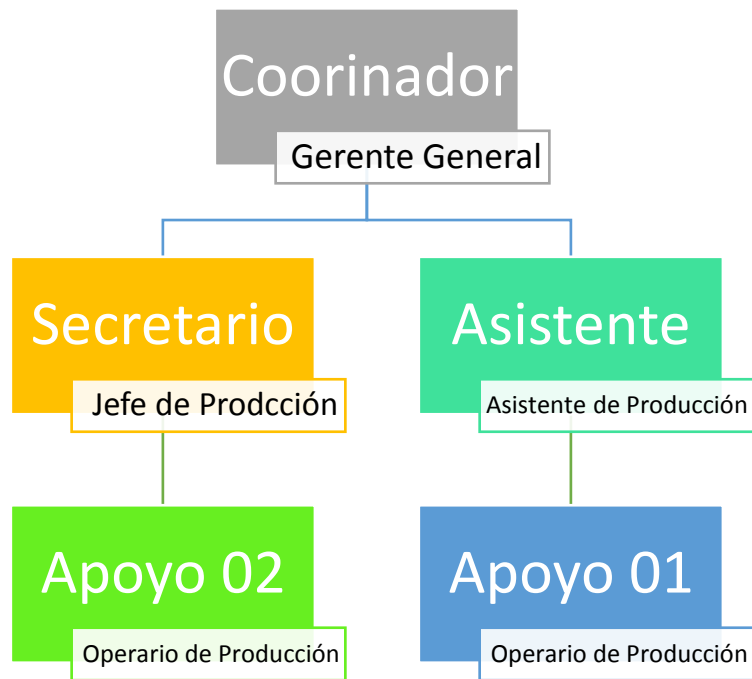 Coorinador
Gerente General
Secretario
Jefe de Prodcción
Asistente
Asistente de Producción
Apoyo 02
Operario de Producción
Apoyo 01
Operario de Producción